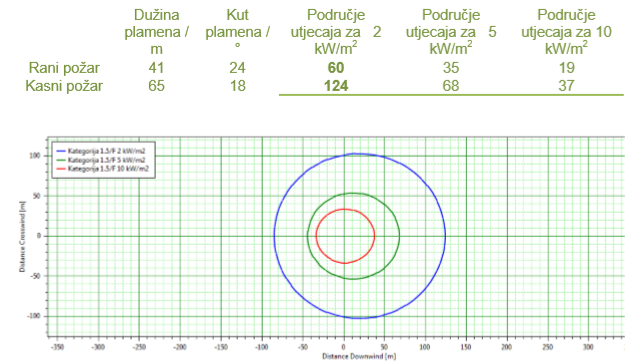 Dužina plamena / m
Kut plamena / °
Područje utjecaja za 2 kW/m²
Područje utjecaja za 5 kW/m²
Područje utjecaja za 10 kW/m²
Rani požar 41 24 60 35 19
Kasni požar 65 18 124 68 37
Kategorija 1.5/F 2 kW/m2
Kategorija 1.5/F 5 kW/m2
Kategorija 1.5/F 10 kW/m2
Distance Crosswind [m]
100
50
0
-50
-100
-350 -300 -250 -200 -150 -100 -50 0 50 100 150 200 250 300
Distance Downwind [m]